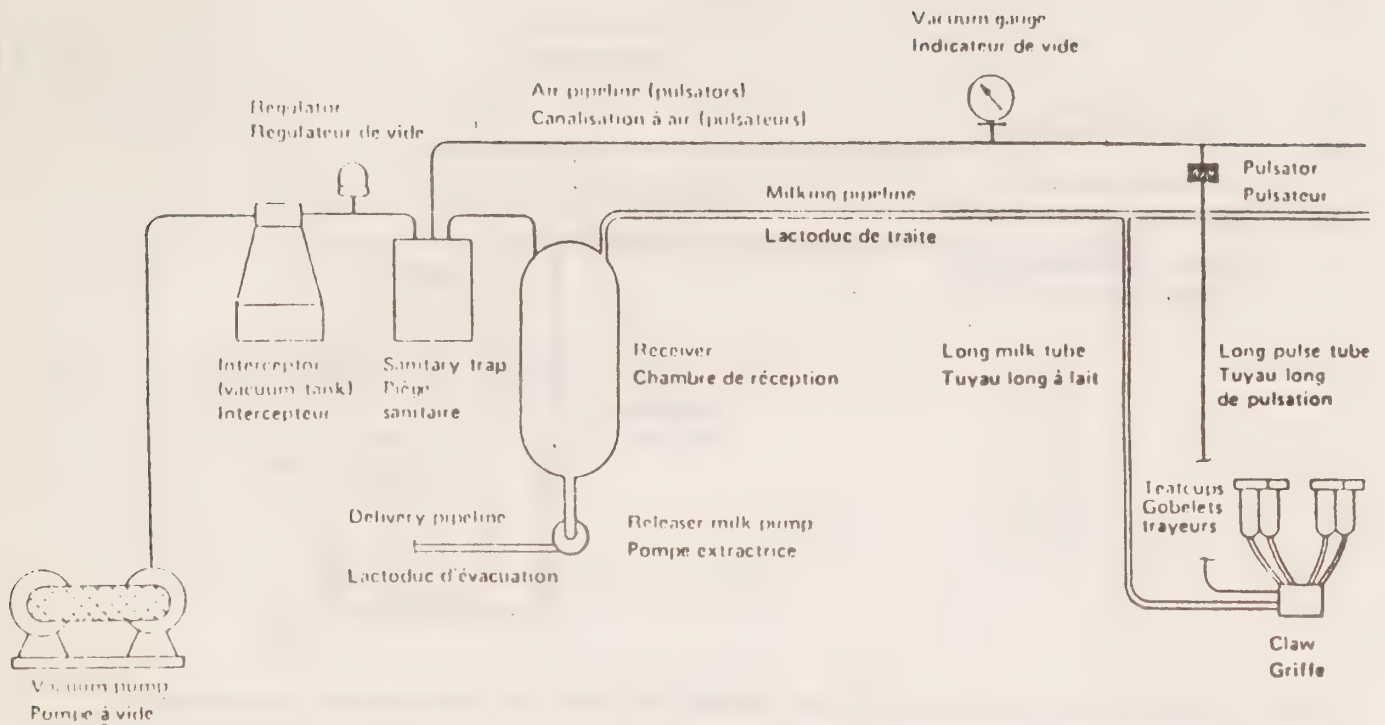 Vacuum gauge
Indicateur de vide
Air pipeline (pulsators)
Canalisation à air (pulsateurs)
Regulator
Regulateur de vide
Pulsator
Pulsateur
Milking pipeline
Lactoduc de traite
Interceptor
(vacuum tank)
Intercepteur
Sanitary trap
Piège
sanitaire
Receiver
Chambre de réception
Long milk tube
Tuyau long à lait
Long pulse tube
Tuyau long
de pulsation
Teatcups
Gobelets
trayeurs
Delivery pipeline
Lactoduc d'évacuation
Releaser milk pump
Pompe extractrice
Claw
Griffe
Vacuum pump
Pompe à vide